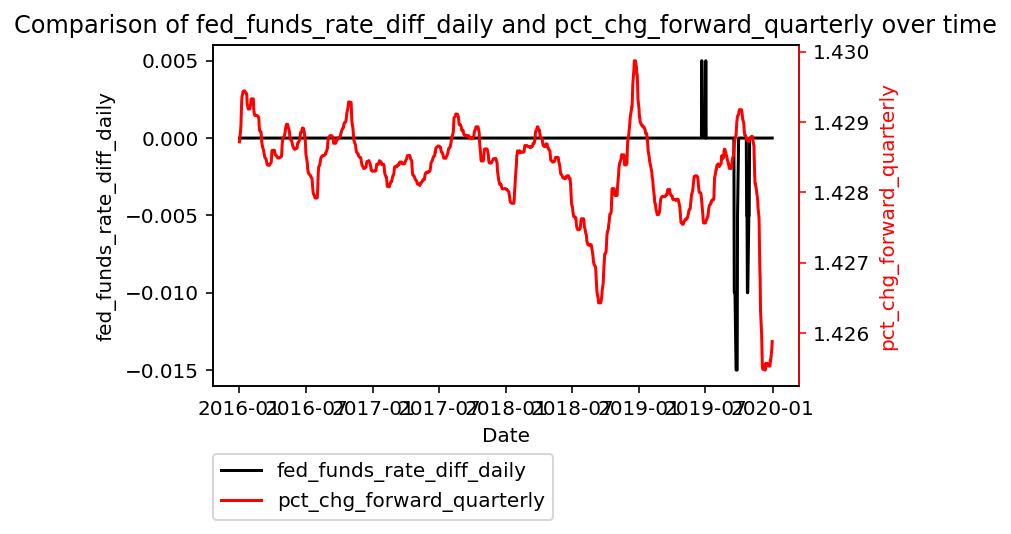 Comparison of fed_funds_rate_diff_daily and pct_chg_forward_quarterly over time
fed_funds_rate_diff_daily
0.005
0.000
−0.005
−0.010
−0.015
1.430
1.429
1.428
1.427
1.426
pct_chg_forward_quarterly
2016-01 2016-07 2017-01 2017-07 2018-01 2018-07 2019-01 2019-07 2020-01
Date
fed_funds_rate_diff_daily
pct_chg_forward_quarterly